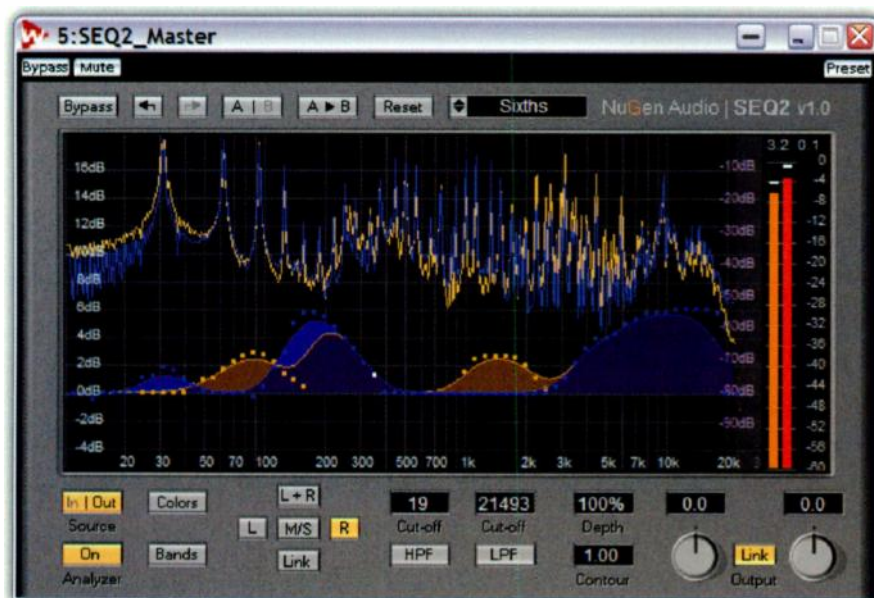 5:SEQ2_Master
Bypass Mute Preset
Bypass A | B A ▶ B Reset Sixths NuGen Audio | SEQ2 v1.0
3.2 0.1
16dB
14dB
12dB
8dB
6dB
4dB
2dB
0dB
-2dB
-4dB
-10dB
-20dB
-30dB
-40dB
-50dB
-70dB
-80dB
-90dB
0
-4
-8
-12
-16
-20
-24
-28
-32
-36
-40
-44
-48
-52
-56
-60
20 30 50 70 100 200 300 500 700 1k 2k 3k 5k 7k 10k 20k
In | Out Colors L + R 19 21493 100% 0.0 0.0
Source L M/S R Cut-off Cut-off Depth
On Bands Link HPF LPF 1.00 Link
Analyzer Contour Output